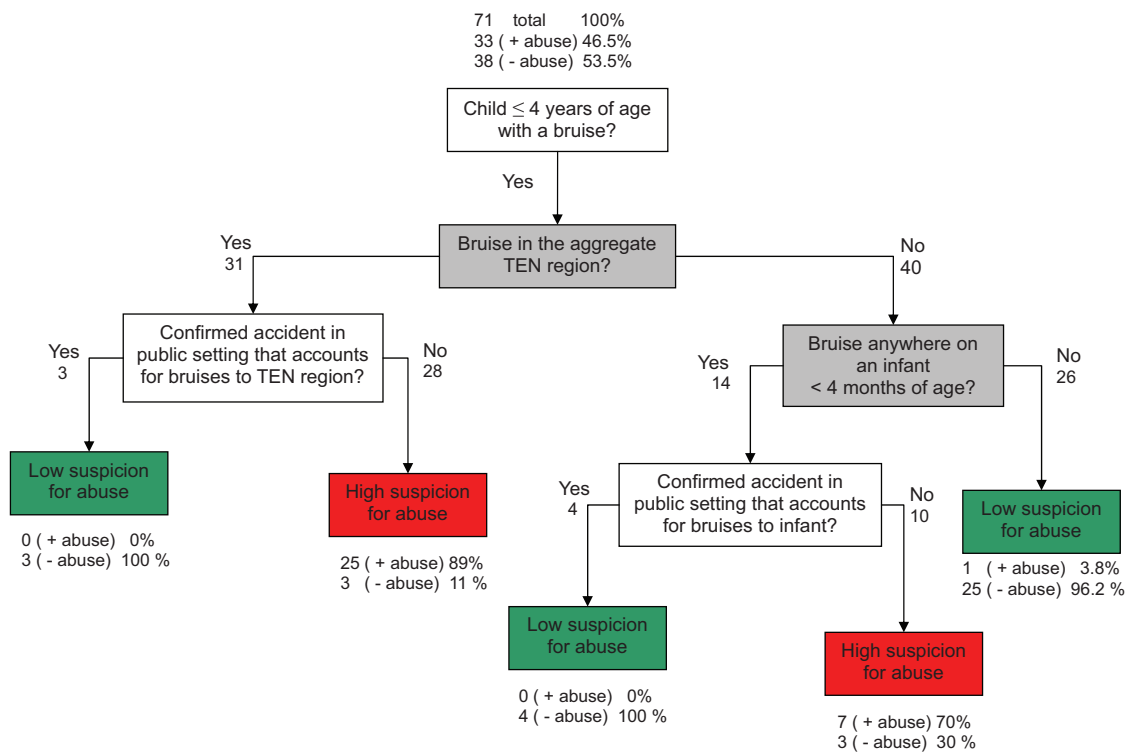 71 total 100%
33 ( + abuse) 46.5%
38 ( - abuse) 53.5%
Child ≤ 4 years of age
with a bruise?
Yes
Bruise in the aggregate
TEN region?
Yes
31
No
40
Confirmed accident in
public setting that accounts
for bruises to TEN region?
Yes
3
No
28
Bruise anywhere on
an infant
< 4 months of age?
Yes
14
No
26
Low suspicion
for abuse
0 ( + abuse) 0%
3 ( - abuse) 100 %
High suspicion
for abuse
25 ( + abuse) 89%
3 ( - abuse) 11 %
Confirmed accident in
public setting that accounts
for bruises to infant?
Yes
4
No
10
Low suspicion
for abuse
1 ( + abuse) 3.8%
25 ( - abuse) 96.2 %
Low suspicion
for abuse
0 ( + abuse) 0%
4 ( - abuse) 100 %
High suspicion
for abuse
7 ( + abuse) 70%
3 ( - abuse) 30 %